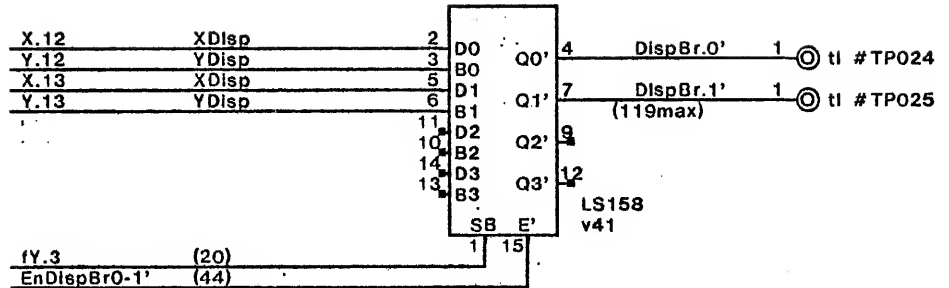 X.12 XDisp 2 D0 Q0' 4 DispBr.0' 1 tl #TP024
Y.12 YDisp 3 B0
X.13 XDisp 5 D1 Q1' 7 DispBr.1' 1 tl #TP025
Y.13 YDisp 6 B1 (119max)
11 D2 Q2' 9
10 B2
14 D3 Q3' 12
13 B3 LS158
SB E' v41
1 15
fY.3 (20)
EnDispBr0-1' (44)